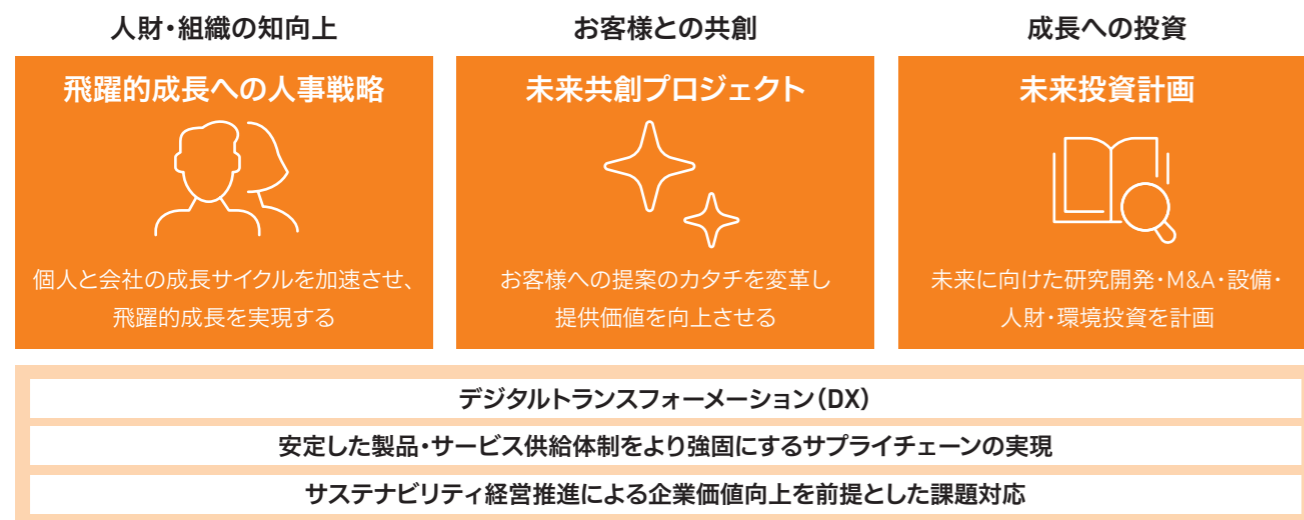 人財・組織の知向上
飛躍的成長への人事戦略
個人と会社の成長サイクルを加速させ、
飛躍的成長を実現する
お客様との共創
未来共創プロジェクト
お客様への提案のカタチを変革し
提供価値を向上させる
成長への投資
未来投資計画
未来に向けた研究開発・M&A・設備・
人財・環境投資を計画
デジタルトランスフォーメーション(DX)
安定した製品・サービス供給体制をより強固にするサプライチェーンの実現
サステナビリティ経営推進による企業価値向上を前提とした課題対応